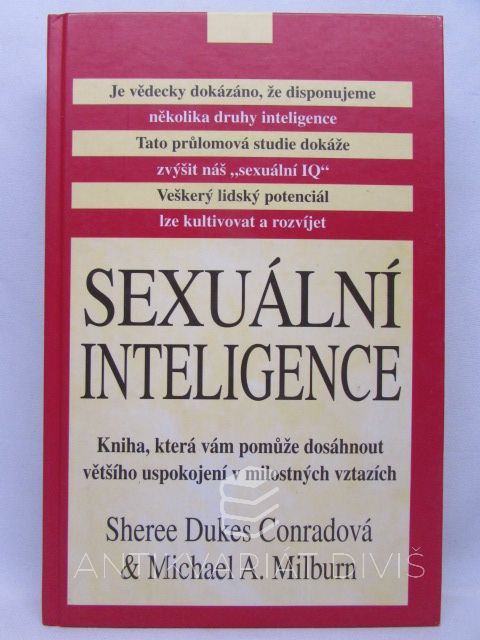 Je vědecky dokázáno, že disponujeme
několika druhy inteligence
Tato průlomová studie dokáže
zvýšit náš „sexuální IQ“
Veškerý lidský potenciál
lze kultivovat a rozvíjet
SEXUÁLNÍ
INTELIGENCE
Kniha, která vám pomůže dosáhnout
většího uspokojení v milostných vztazích
Sheree Dukes Conradová
& Michael A. Milburn
ANTIKVARIÁT DIVIŠ